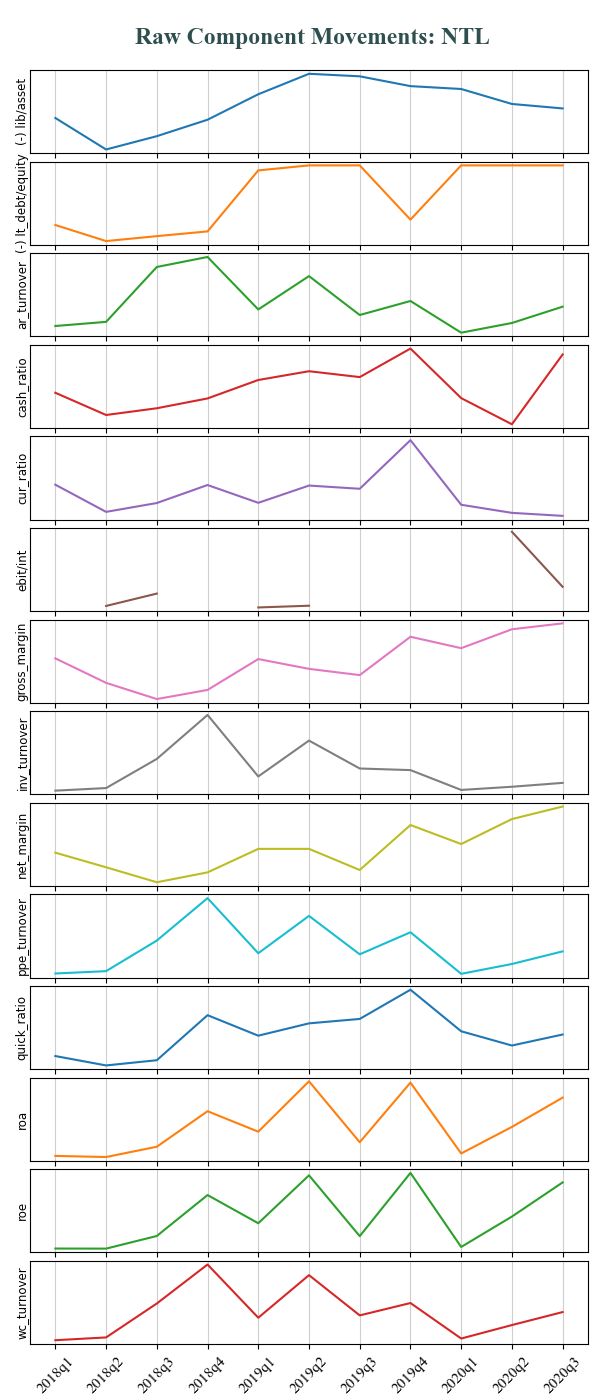 Raw Component Movements: NTL
(-) lib/asset
(-) lt_debt/equity
ar_turnover
cash_ratio
cur_ratio
ebit/int
gross_margin
inv_turnover
net_margin
ppe_turnover
quick_ratio
roa
roe
wc_turnover
2018q1 2018q2 2018q3 2018q4 2019q1 2019q2 2019q3 2019q4 2020q1 2020q2 2020q3